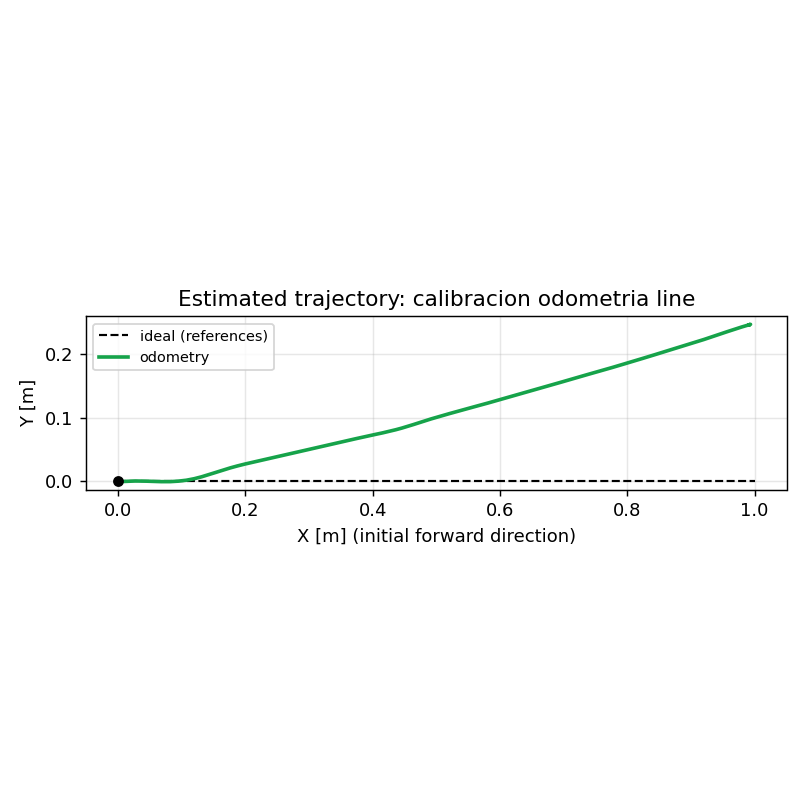 Estimated trajectory: calibracion odometria line
ideal (references)
odometry
Y [m]
0.2
0.1
0.0
0.0 0.2 0.4 0.6 0.8 1.0
X [m] (initial forward direction)